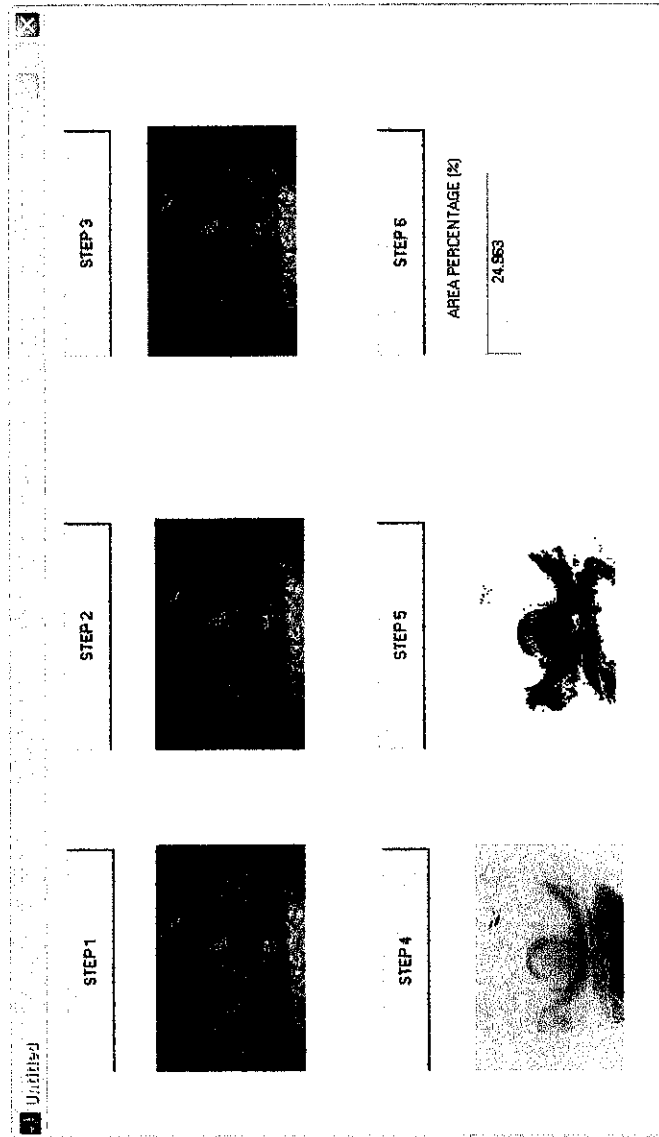 Untitled
STEP 1
STEP 2
STEP 3
STEP 4
STEP 5
STEP 6
AREA PERCENTAGE (%)
24.963